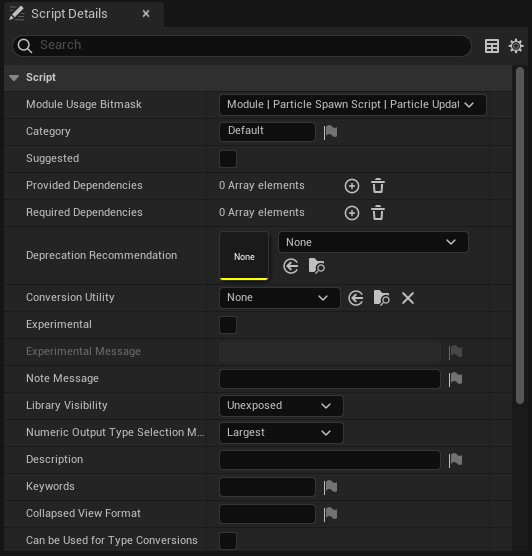 Script Details
Search
Script
Module Usage Bitmask Module | Particle Spawn Script | Particle Updat
Category Default
Suggested
Provided Dependencies 0 Array elements
Required Dependencies 0 Array elements
Deprecation Recommendation None None
Conversion Utility None
Experimental
Experimental Message
Note Message
Library Visibility Unexposed
Numeric Output Type Selection M... Largest
Description
Keywords
Collapsed View Format
Can be Used for Type Conversions